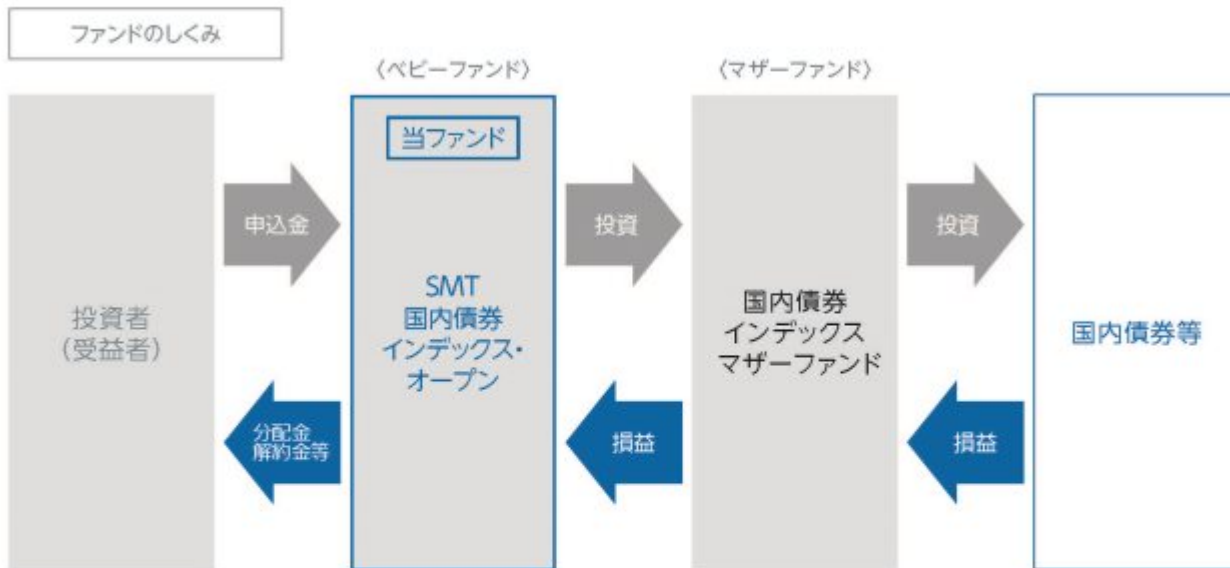 ファンドのしくみ
〈ベビーファンド〉
〈マザーファンド〉
投資者
(受益者)
申込金
分配金
解約金等
当ファンド
SMT
国内債券
インデックス・
オープン
投資
損益
国内債券
インデックス
マザーファンド
投資
損益
国内債券等